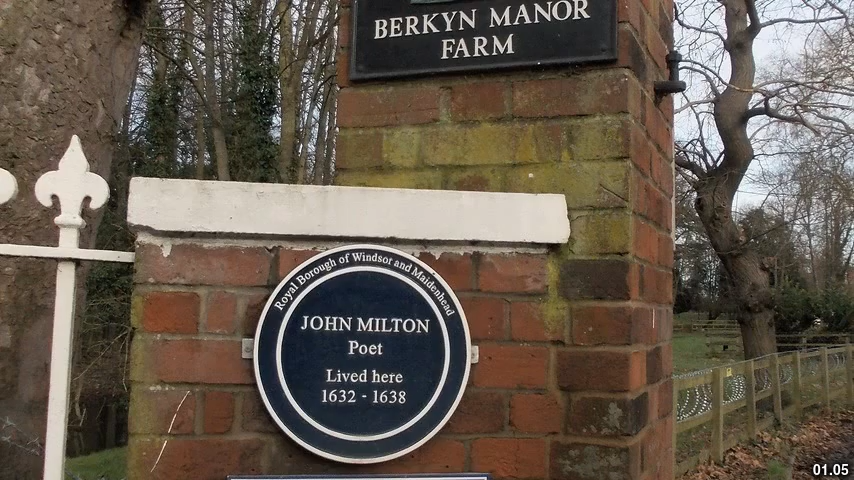 BERKYN MANOR
FARM
Royal Borough of Windsor and Maidenhead
JOHN MILTON
Poet
Lived here
1632 - 1638
01.05